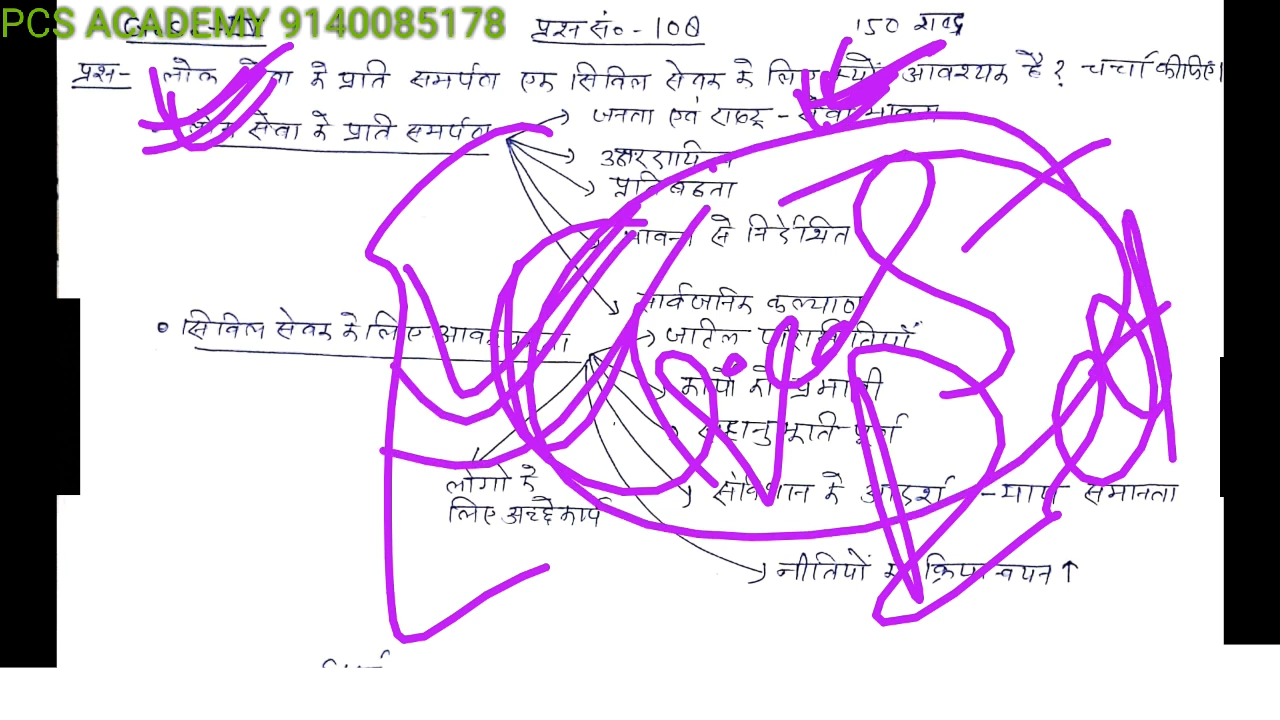 PCS ACADEMY 9140085178
प्रश्न सं०-10B
150 शब्द
प्रश्न- लोक सेवा के प्रति समर्पण एक सिविल सेवक के लिए क्यों आवश्यक है? चर्चा कीजिए।
सेवा के प्रति समर्पण
जनता एवं राष्ट्र - सेवा भावना
उत्तरदायित्व
प्रतिबद्धता
भावना से निर्देशित
सार्वजनिक कल्याण
• सिविल सेवक के लिए आवश्यकता
जटिल परिस्थितियों
कार्यों को प्रभावी
सहानुभूति पूर्ण
लोगो के
लिए अच्छे कार्य
संविधान के आदर्श - न्याय समानता
नीतियों क्रियान्वयन ↑